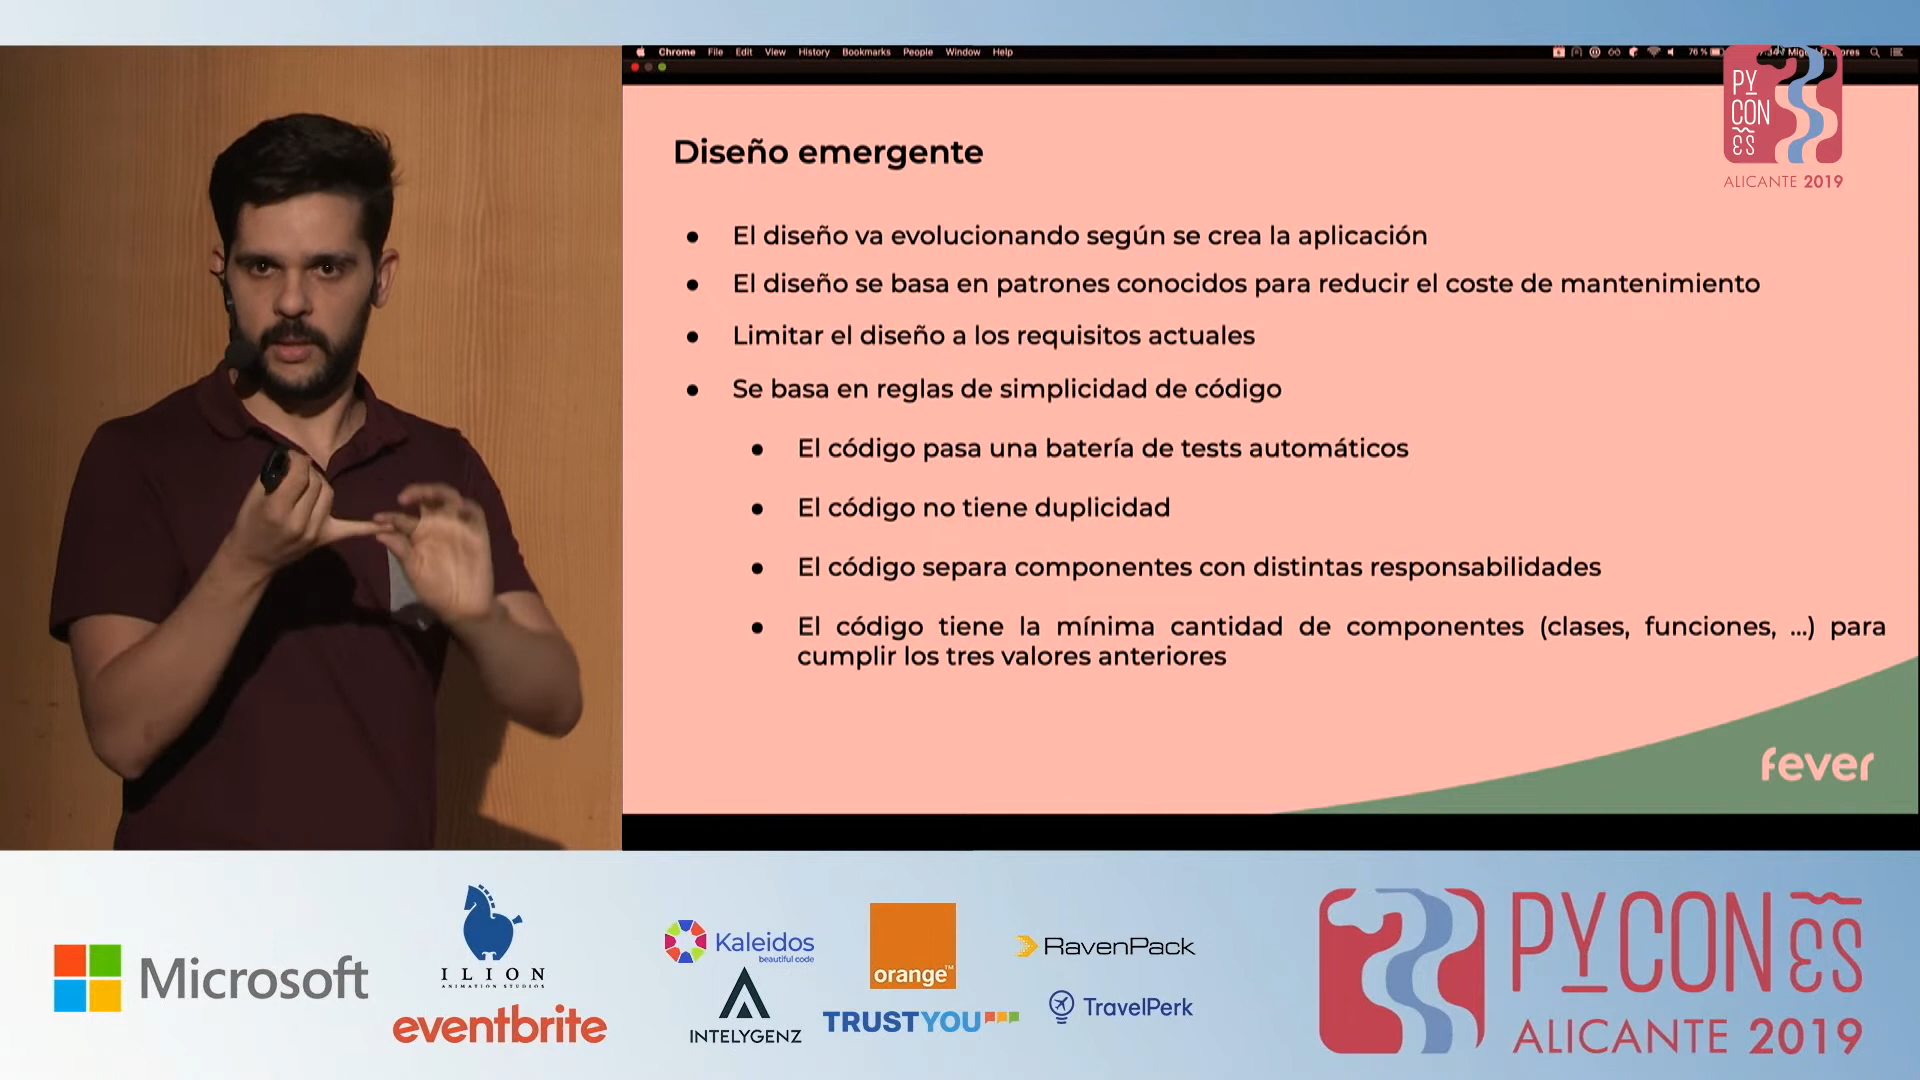 Chrome File Edit View History Bookmarks People Window Help
76 %
PY
CON
ES
ALICANTE 2019
Diseño emergente
● El diseño va evolucionando según se crea la aplicación
● El diseño se basa en patrones conocidos para reducir el coste de mantenimiento
● Limitar el diseño a los requisitos actuales
● Se basa en reglas de simplicidad de código
● El código pasa una batería de tests automáticos
● El código no tiene duplicidad
● El código separa componentes con distintas responsabilidades
● El código tiene la mínima cantidad de componentes (clases, funciones, ...) para
cumplir los tres valores anteriores
fever
Microsoft
ILION
ANIMATION STUDIOS
eventbrite
Kaleidos
beautiful code
INTELYGENZ
orange™
TRUSTYOU
RavenPack
TravelPerk
PYCON ES
ALICANTE 2019